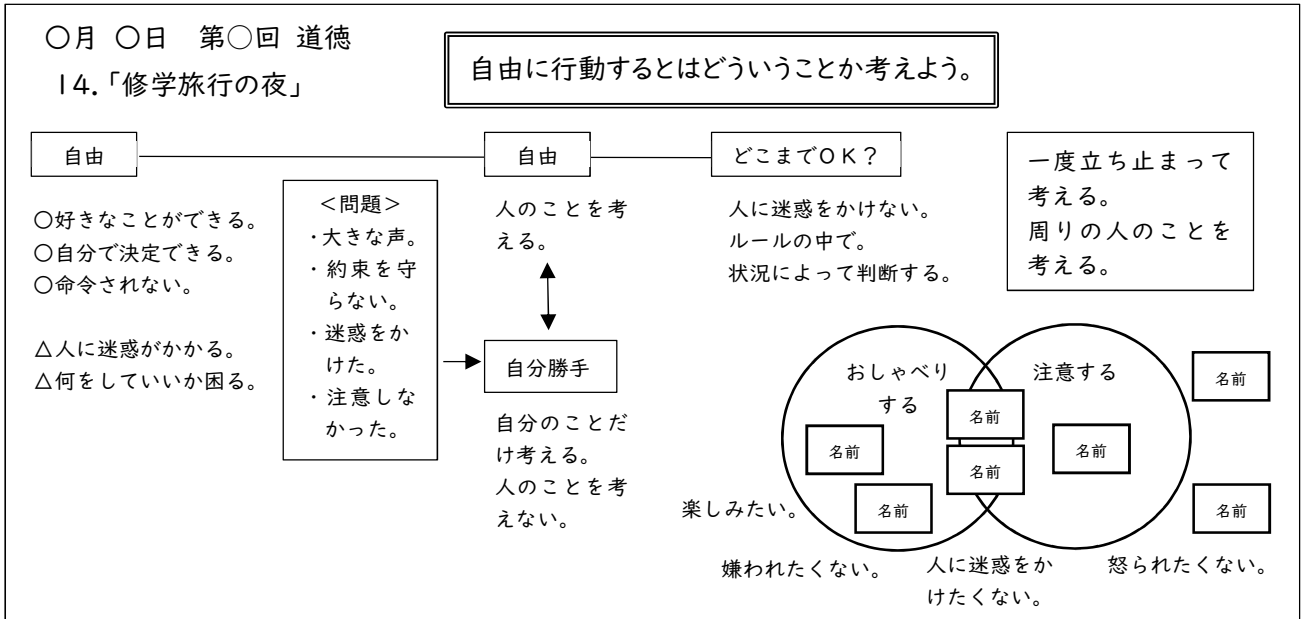 〇月 〇日　第〇回 道徳
14.「修学旅行の夜」
自由に行動するとはどういうことか考えよう。
自由
〇好きなことができる。
〇自分で決定できる。
〇命令されない。
△人に迷惑がかかる。
△何をしていいか困る。
＜問題＞
・大きな声。
・約束を守
らない。
・迷惑をか
けた。
・注意しな
かった。
自由
人のことを考
える。
自分勝手
自分のことだ
け考える。
人のことを考
えない。
どこまでOK？
人に迷惑をかけない。
ルールの中で。
状況によって判断する。
一度立ち止まって
考える。
周りの人のことを
考える。
おしゃべり
する
注意する
名前
名前
名前
名前
名前
名前
名前
楽しみたい。
嫌われたくない。
人に迷惑をか
けたくない。
怒られたくない。